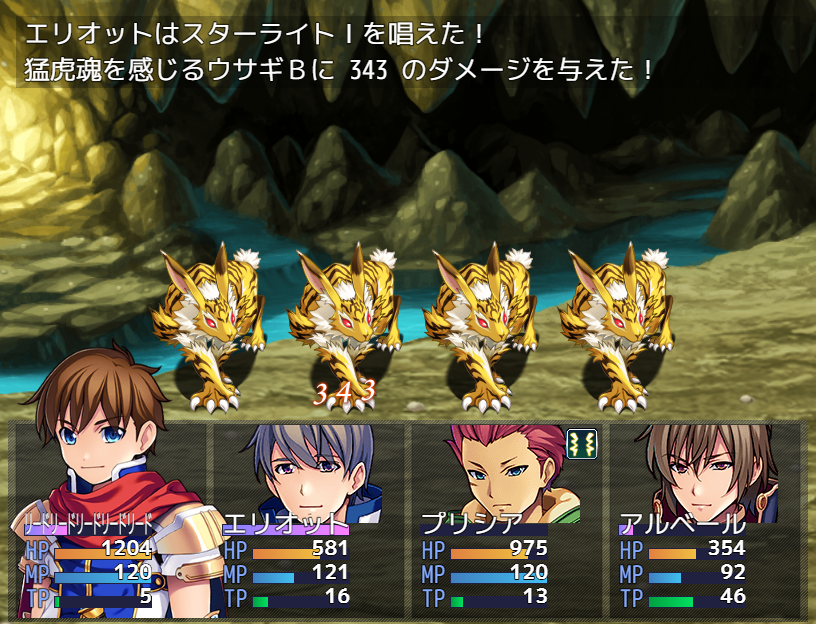 エリオットはスターライトⅠを唱えた！
猛虎魂を感じるウサギＢに 343 のダメージを与えた！
343
リードリードリードリードリード エリオット プリシア アルベール
HP 1204 HP 581 HP 975 HP 354
MP 120 MP 121 MP 120 MP 92
TP 5 TP 16 TP 13 TP 46